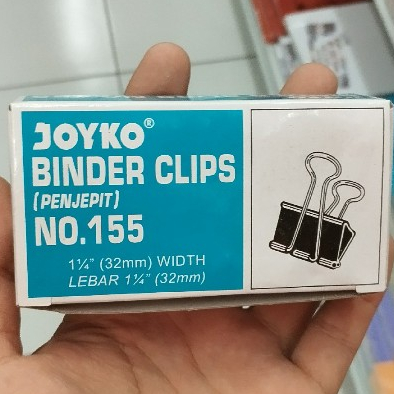 JOYKO®
BINDER CLIPS
(PENJEPIT)
NO.155
1¼" (32mm) WIDTH
LEBAR 1¼" (32mm)